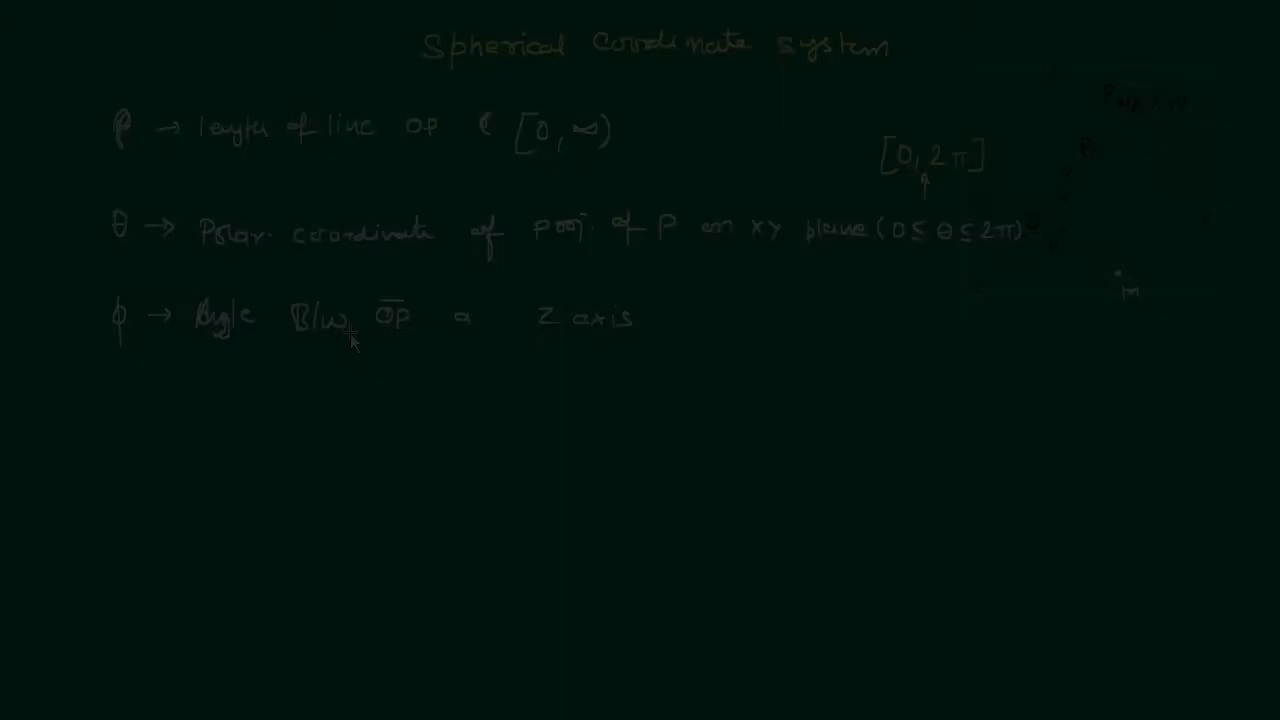 Spherical Coordinate system
ρ → length of line OP ( [0, ∞)
[0, 2π]
θ → Polar coordinate of proj. of P on xy plane (0 ≤ θ ≤ 2π)
ϕ → Angle B/w OP & Z axis